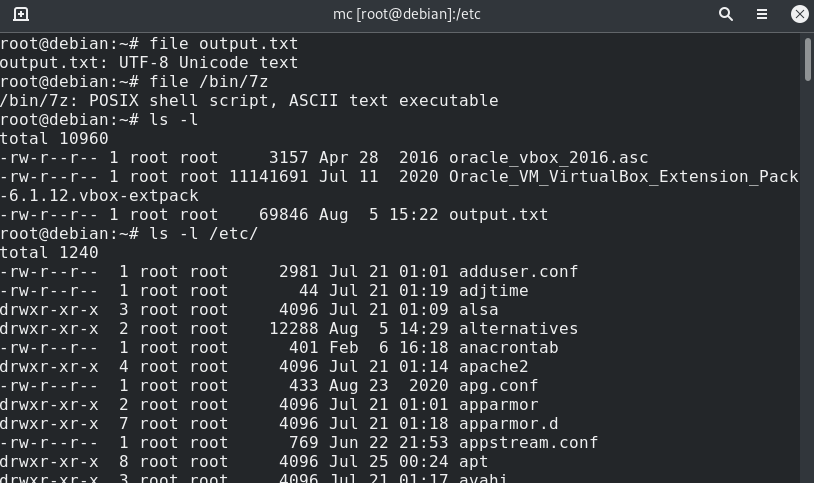 mc [root@debian]:/etc
root@debian:~# file output.txt
output.txt: UTF-8 Unicode text
root@debian:~# file /bin/7z
/bin/7z: POSIX shell script, ASCII text executable
root@debian:~# ls -l
total 10960
-rw-r--r-- 1 root root     3157 Apr 28  2016 oracle_vbox_2016.asc
-rw-r--r-- 1 root root 11141691 Jul 11  2020 Oracle_VM_VirtualBox_Extension_Pack
-6.1.12.vbox-extpack
-rw-r--r-- 1 root root    69846 Aug  5 15:22 output.txt
root@debian:~# ls -l /etc/
total 1240
-rw-r--r--  1 root root     2981 Jul 21 01:01 adduser.conf
-rw-r--r--  1 root root       44 Jul 21 01:19 adjtime
drwxr-xr-x  3 root root     4096 Jul 21 01:09 alsa
drwxr-xr-x  2 root root    12288 Aug  5 14:29 alternatives
-rw-r--r--  1 root root      401 Feb  6 16:18 anacrontab
drwxr-xr-x  4 root root     4096 Jul 21 01:14 apache2
-rw-r--r--  1 root root      433 Aug 23  2020 apg.conf
drwxr-xr-x  2 root root     4096 Jul 21 01:01 apparmor
drwxr-xr-x  7 root root     4096 Jul 21 01:18 apparmor.d
-rw-r--r--  1 root root      769 Jun 22 21:53 appstream.conf
drwxr-xr-x  8 root root     4096 Jul 25 00:24 apt
drwxr-xr-x  3 root root     4096 Jul 21 01:17 avahi